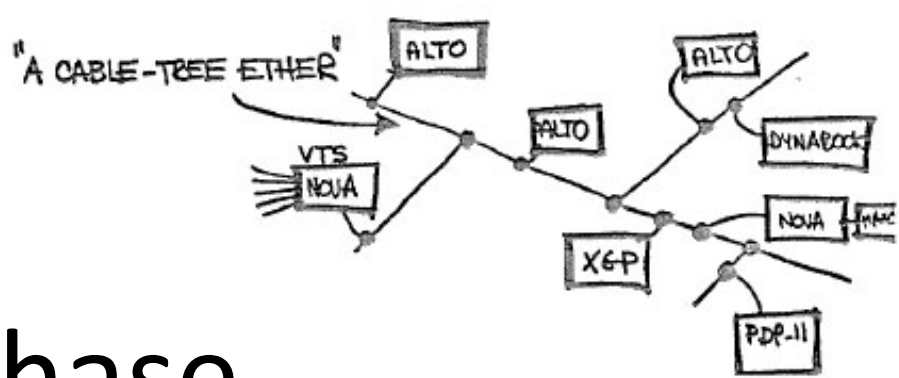 "A CABLE-TREE ETHER"
ALTO
ALTO
ALTO
DYNABOOK
VTS
NOVA
NOVA
XGP
PDP-11